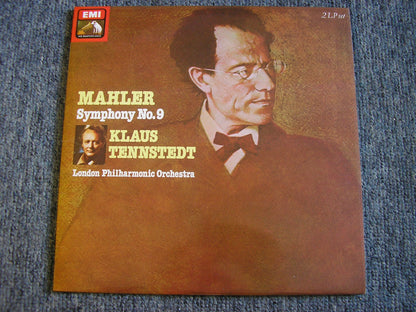 EMI
2 LP set
MAHLER
Symphony No.9
KLAUS
TENNSTEDT
London Philharmonic Orchestra